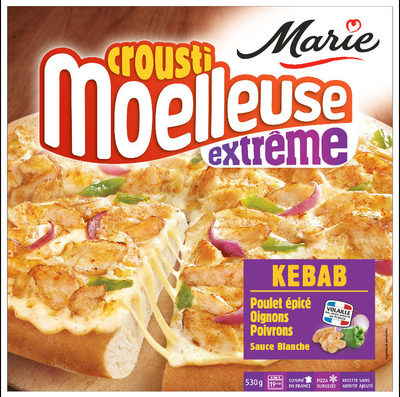 Marie
crousti
Moelleuse
extrême
KEBAB
Poulet épicé
Oignons
Poivrons
Sauce Blanche
VOLAILLE
530g
CUISINÉ
EN FRANCE
PIZZA
SURGELÉE
RECETTE SANS
ADDITIF AJOUTÉ